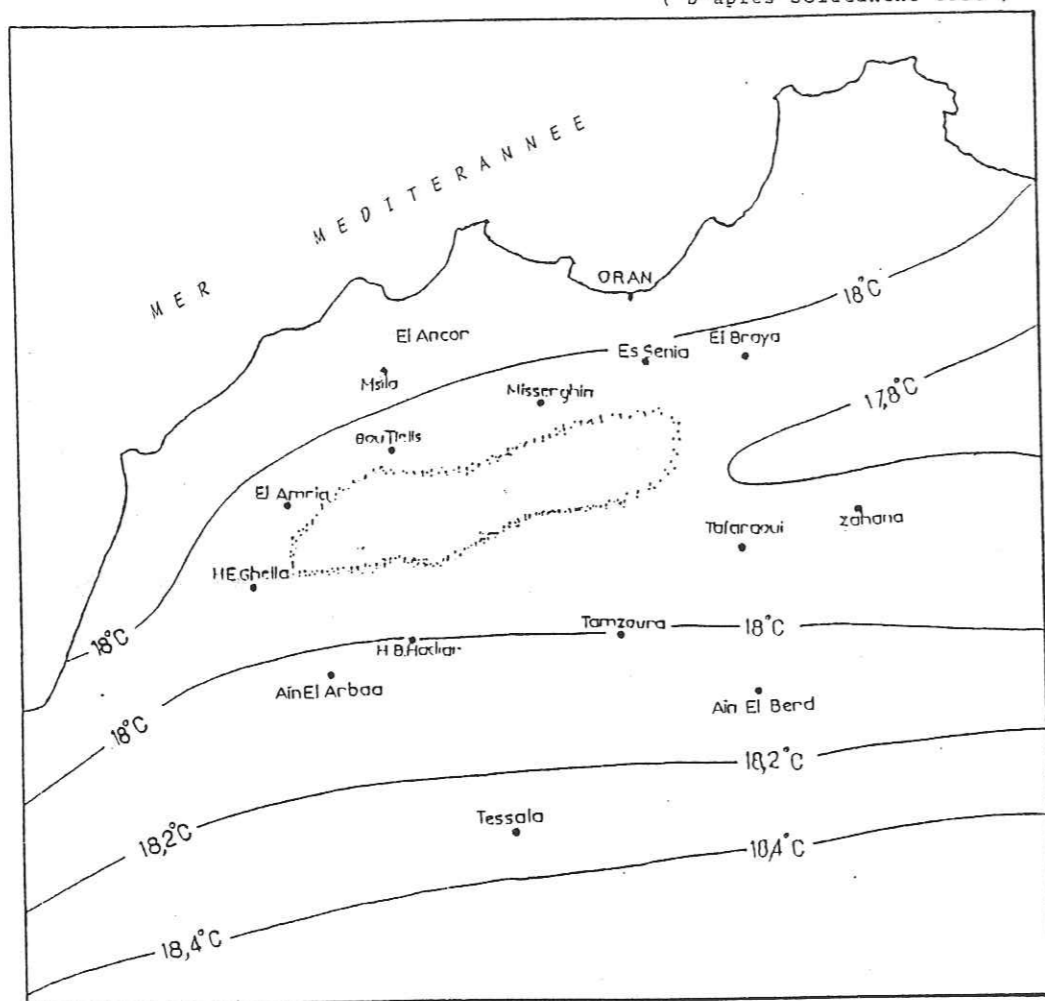 D'après
MER MEDITERANNEE
ORAN
18°C
El Ancor
Es Senia
El Braya
Msila
Misserghin
17,8°C
Bou Tlelis
El Amria
Tafaraoui
Zahana
H.E.Ghella
18°C
Tamzoura
18°C
H.B.Hadjar
Ain El Arbaa
Ain El Berd
18°C
18,2°C
18,2°C
Tessala
18,4°C
18,4°C